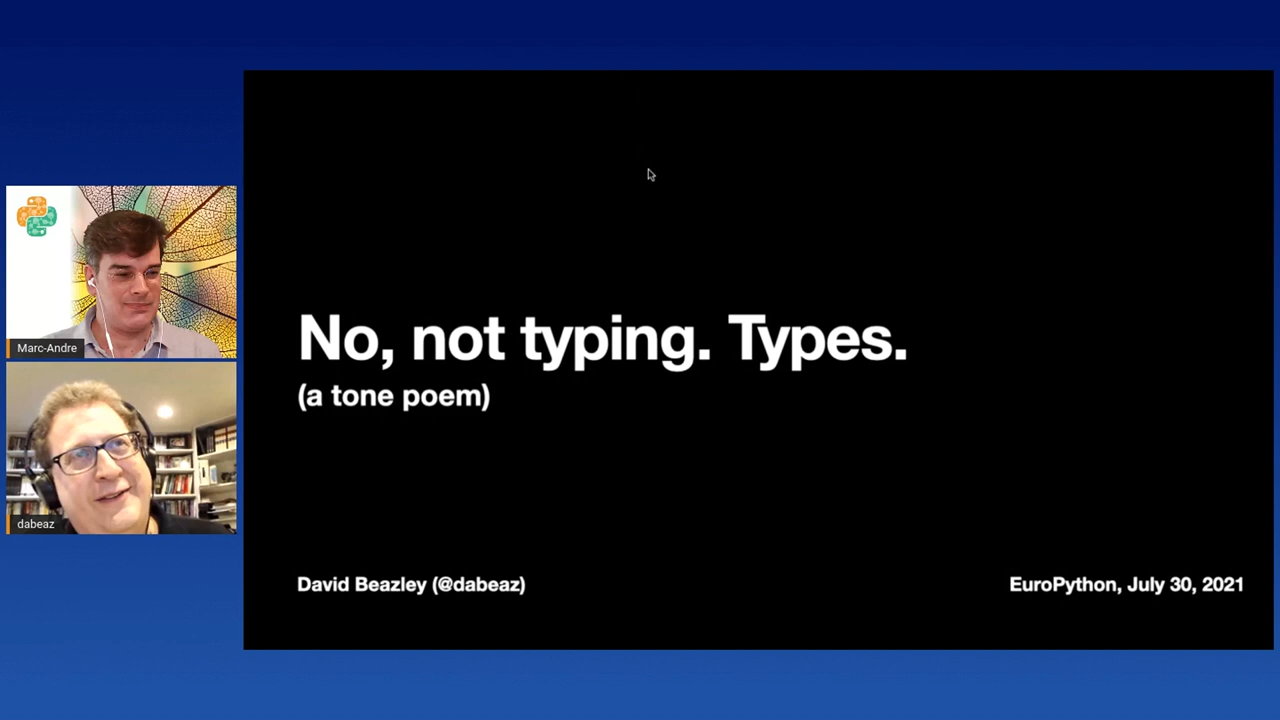 Marc-Andre
dabeaz
No, not typing. Types.
(a tone poem)
David Beazley (@dabeaz)
EuroPython, July 30, 2021